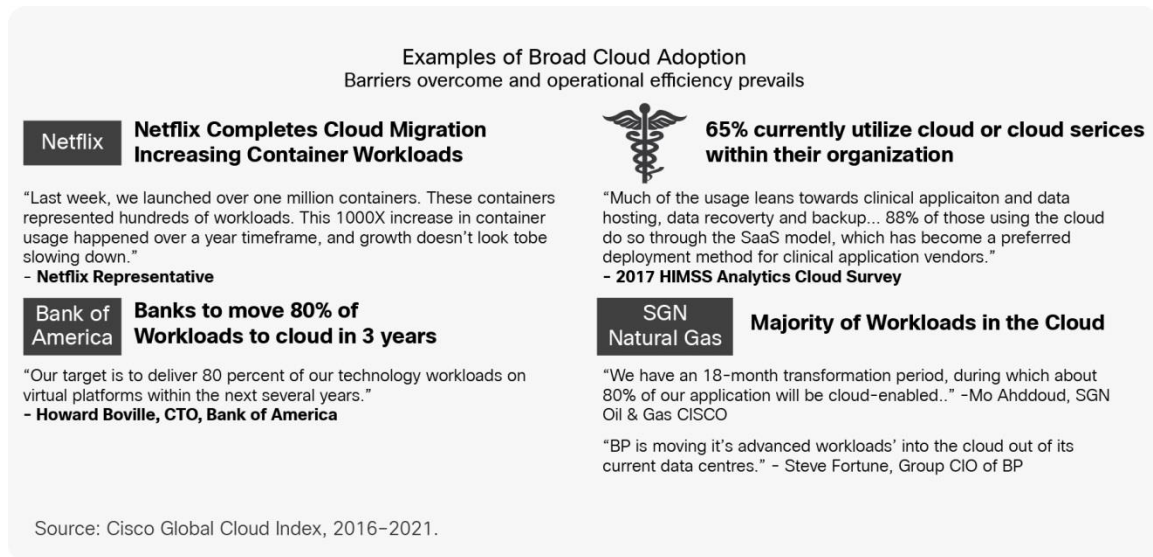 Examples of Broad Cloud Adoption
Barriers overcome and operational efficiency prevails
Netflix
Netflix Completes Cloud Migration
Increasing Container Workloads
“Last week, we launched over one million containers. These containers
represented hundreds of workloads. This 1000X increase in container
usage happened over a year timeframe, and growth doesn’t look tobe
slowing down.”
- Netflix Representative
65% currently utilize cloud or cloud serices
within their organization
“Much of the usage leans towards clinical applicaiton and data
hosting, data recoverty and backup... 88% of those using the cloud
do so through the SaaS model, which has become a preferred
deployment method for clinical application vendors.”
- 2017 HIMSS Analytics Cloud Survey
Bank of
America
Banks to move 80% of
Workloads to cloud in 3 years
“Our target is to deliver 80 percent of our technology workloads on
virtual platforms within the next several years.”
- Howard Boville, CTO, Bank of America
SGN
Natural Gas
Majority of Workloads in the Cloud
“We have an 18-month transformation period, during which about
80% of our application will be cloud-enabled..” -Mo Ahddoud, SGN
Oil & Gas CISCO
“BP is moving it’s advanced workloads’ into the cloud out of its
current data centres.” - Steve Fortune, Group CIO of BP
Source: Cisco Global Cloud Index, 2016-2021.